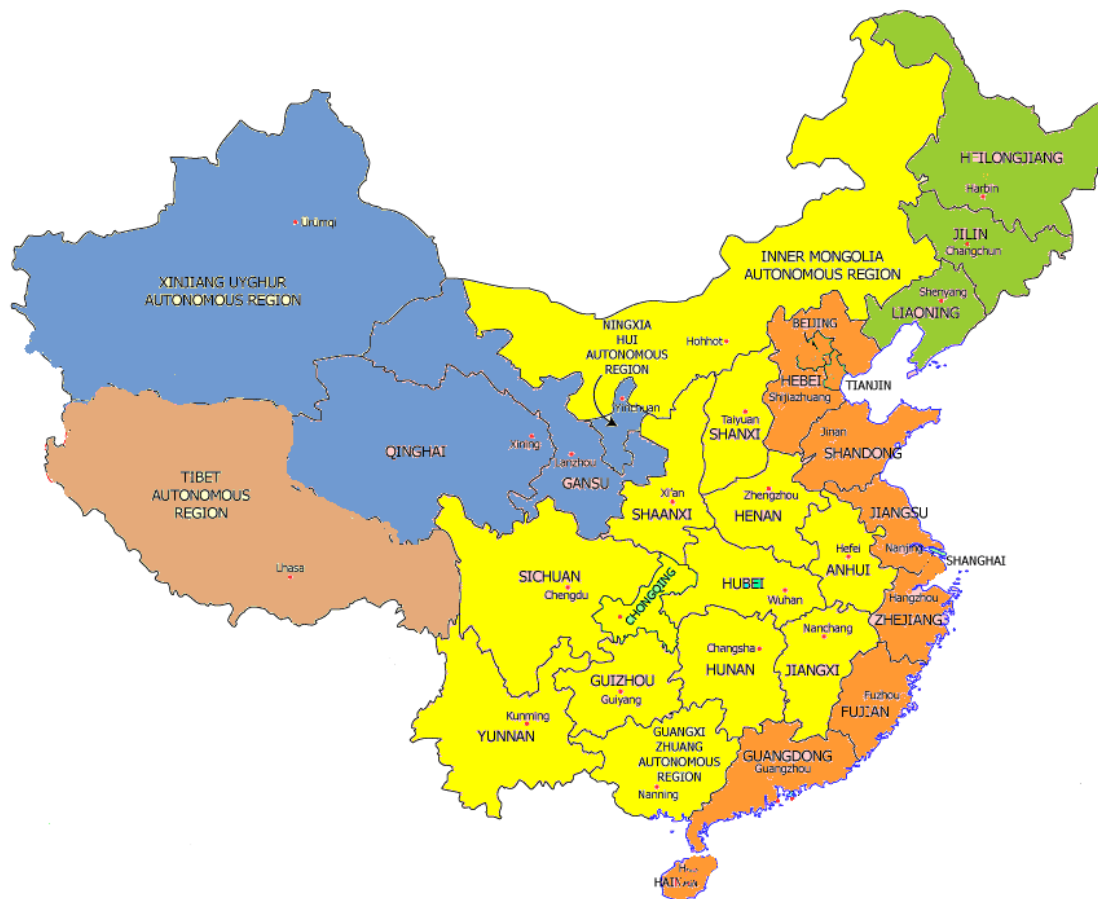 HEILONGJIANG
Harbin
JILIN
Changchun
Shenyang
LIAONING
INNER MONGOLIA
AUTONOMOUS REGION
Hohhot
Ürümqi
XINJIANG UYGHUR
AUTONOMOUS REGION
NINGXIA
HUI
AUTONOMOUS
REGION
Yinchuan
BEIJING
TIANJIN
HEBEI
Shijiazhuang
Taiyuan
SHANXI
Jinan
SHANDONG
QINGHAI
Xining
Lanzhou
GANSU
TIBET
AUTONOMOUS
REGION
Lhasa
Xi'an
SHAANXI
Zhengzhou
HENAN
JIANGSU
Nanjing
SHANGHAI
Hefei
ANHUI
SICHUAN
Chengdu
CHONGQING
HUBEI
Wuhan
Hangzhou
ZHEJIANG
Nanchang
JIANGXI
Changsha
HUNAN
GUIZHOU
Guiyang
Fuzhou
FUJIAN
Kunming
YUNNAN
GUANGXI
ZHUANG
AUTONOMOUS
REGION
Nanning
GUANGDONG
Guangzhou